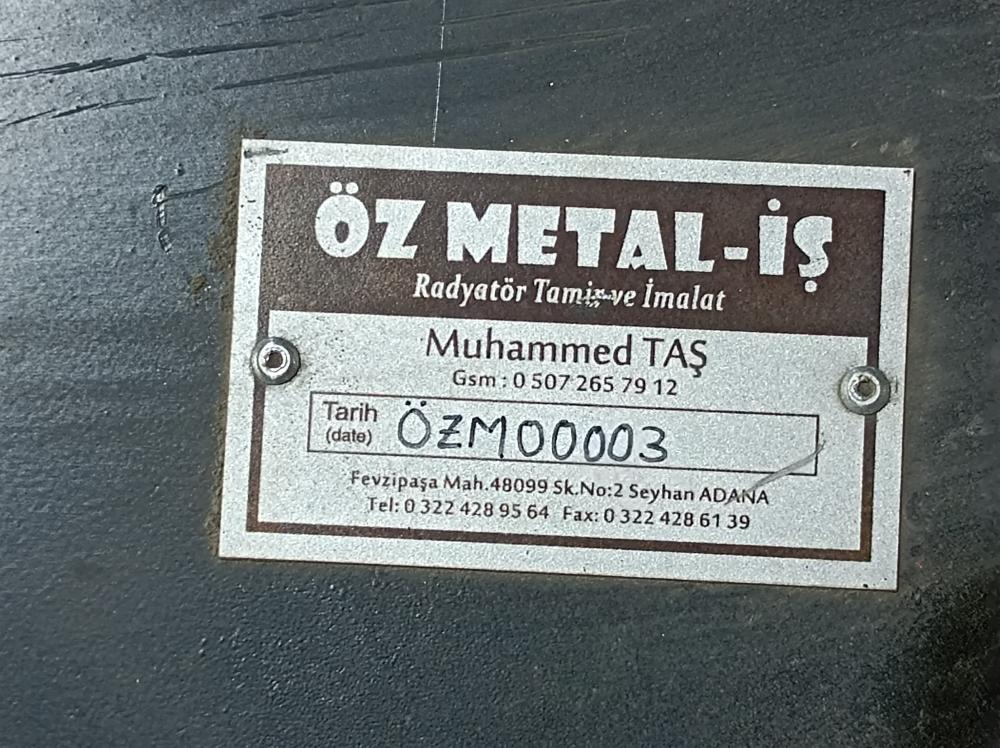 ÖZ METAL-İŞ
Radyatör Tamir ve İmalat
Muhammed TAŞ
Gsm : 0 507 265 79 12
Tarih ÖZM00003
(date)
Fevzipaşa Mah.48099 Sk.No:2 Seyhan ADANA
Tel: 0 322 428 95 64 Fax: 0 322 428 61 39